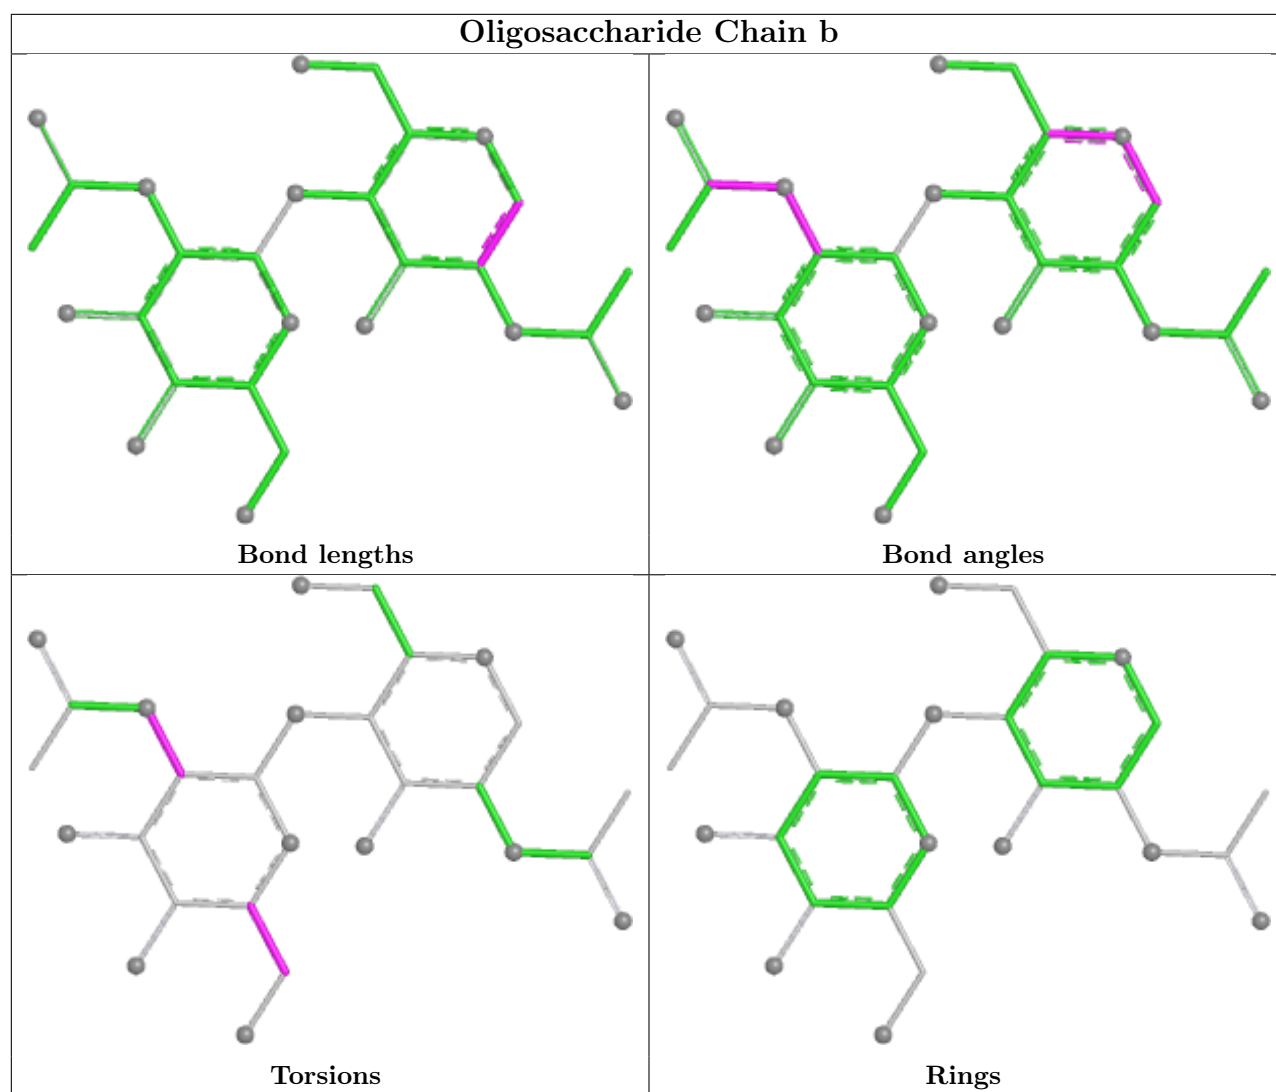 Oligosaccharide Chain b
Bond lengths
Bond angles
Torsions
Rings